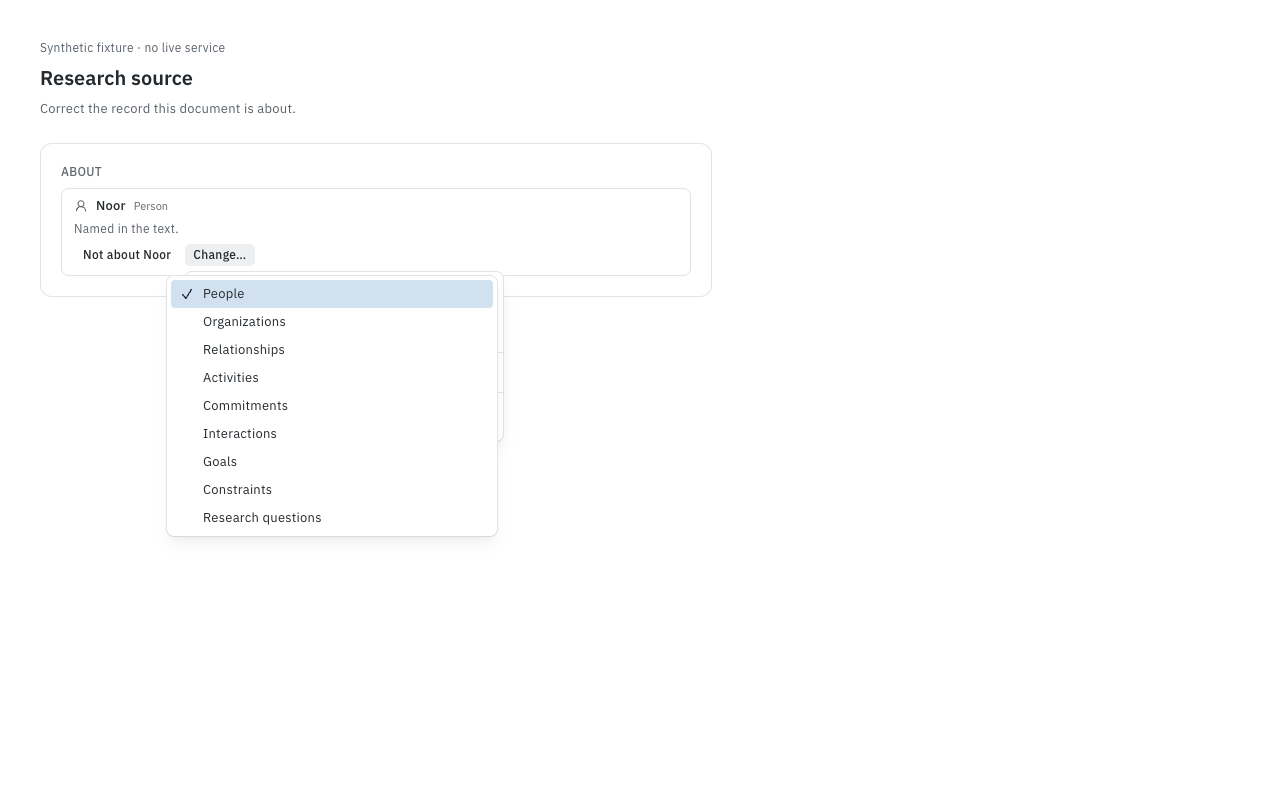 Synthetic fixture · no live service
Research source
Correct the record this document is about.
ABOUT
Noor Person
Named in the text.
Not about Noor Change…
People
Organizations
Relationships
Activities
Commitments
Interactions
Goals
Constraints
Research questions